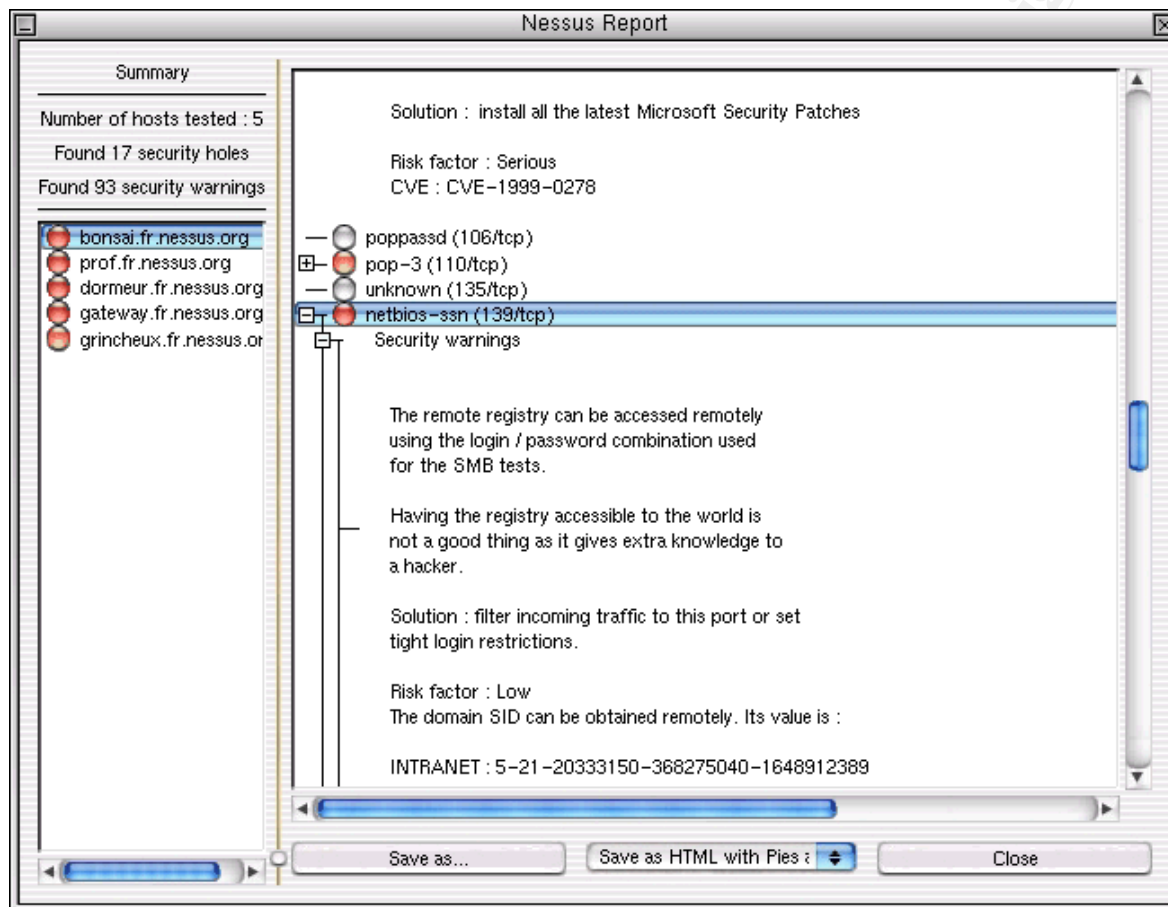 Nessus Report
Summary
Number of hosts tested : 5
Found 17 security holes
Found 93 security warnings
bonsai.fr.nessus.org
prof.fr.nessus.org
dormeur.fr.nessus.org
gateway.fr.nessus.org
grincheux.fr.nessus.or
Solution : install all the latest Microsoft Security Patches
Risk factor : Serious
CVE : CVE-1999-0278
poppassd (106/tcp)
pop-3 (110/tcp)
unknown (135/tcp)
netbios-ssn (139/tcp)
Security warnings
The remote registry can be accessed remotely
using the login / password combination used
for the SMB tests.
Having the registry accessible to the world is
not a good thing as it gives extra knowledge to
a hacker.
Solution : filter incoming traffic to this port or set
tight login restrictions.
Risk factor : Low
The domain SID can be obtained remotely. Its value is :
INTRANET : 5-21-20333150-368275040-1648912389
Save as...
Save as HTML with Pies a
Close